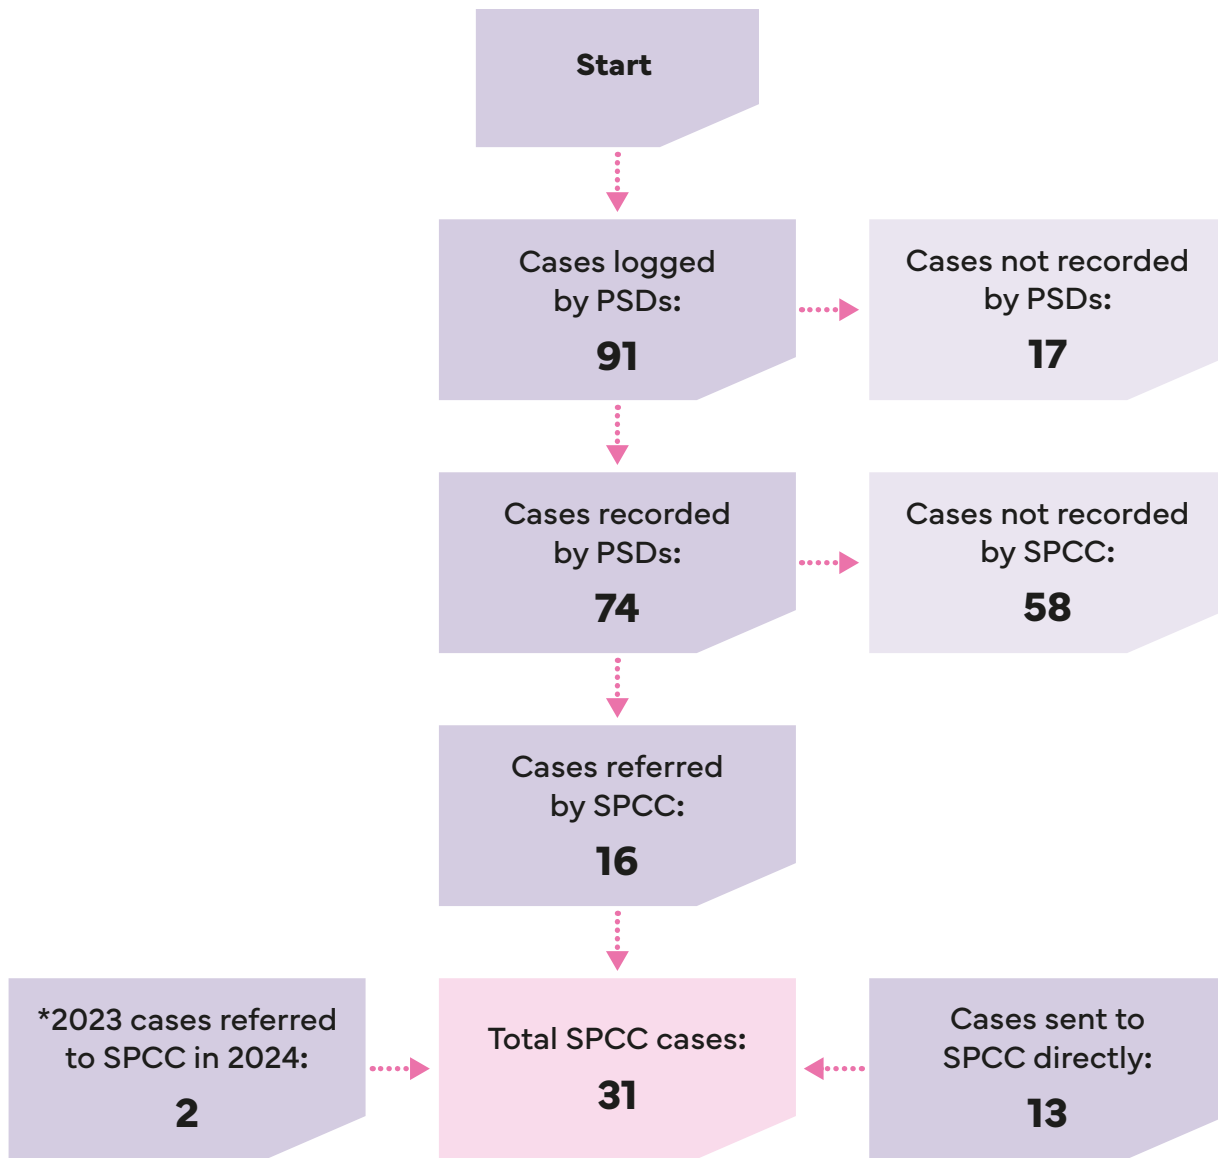 Start
Cases logged
by PSDs:
91
Cases not recorded
by PSDs:
17
Cases recorded
by PSDs:
74
Cases not recorded
by SPCC:
58
Cases referred
by SPCC:
16
*2023 cases referred
to SPCC in 2024:
2
Total SPCC cases:
31
Cases sent to
SPCC directly:
13